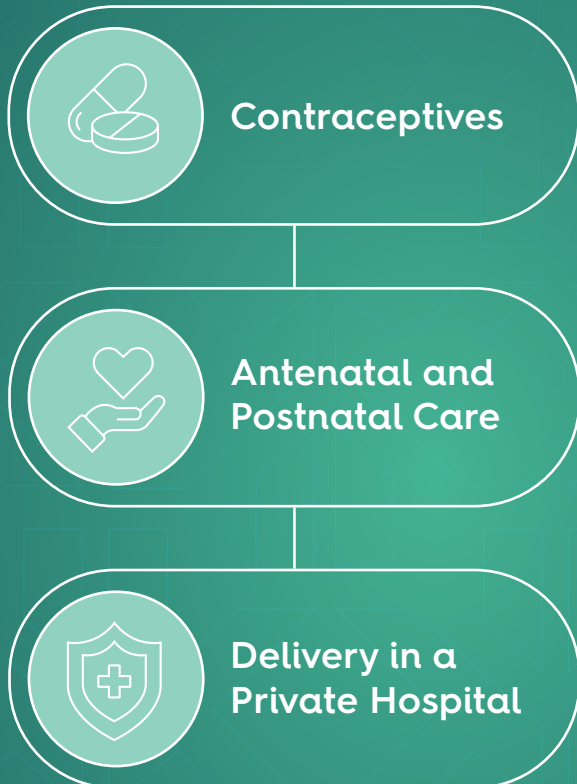 Contraceptives
Antenatal and
Postnatal Care
Delivery in a
Private Hospital